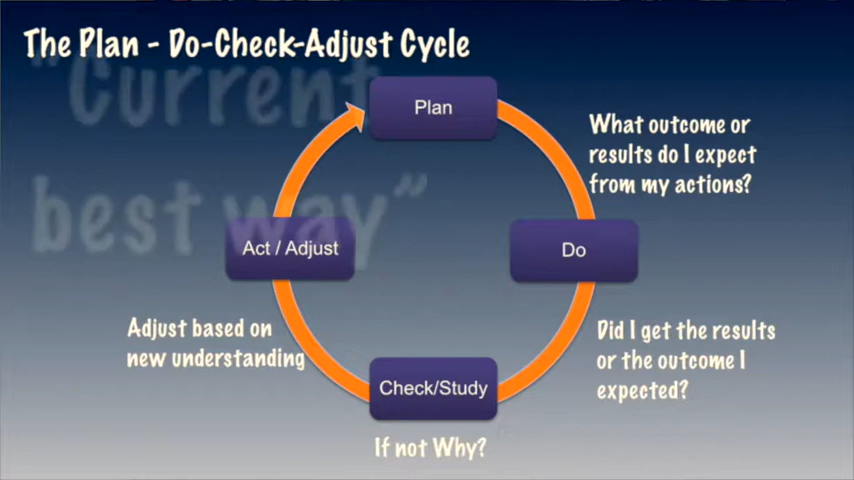 The Plan - Do-Check-Adjust Cycle
"Current
best way"
Plan
What outcome or
results do I expect
from my actions?
Act / Adjust
Do
Adjust based on
new understanding
Did I get the results
or the outcome I
expected?
Check/Study
If not Why?